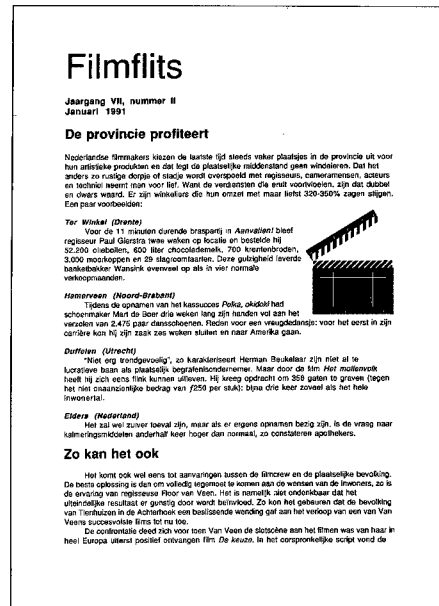 Filmflits
Jaargang VII, nummer II
Januari 1991
De provincie profiteert
Nederlandse filmmakers kiezen de laatste tijd steeds vaker plaatsjes in de provincie uit voor
hun artistieke produkten en dat legt de plaatselijke middenstand geen windeieren. Dat het
anders zo rustige dorpje of stadje wordt overspoeld met regisseurs, cameramensen, acteurs
en technici neemt men voor lief. Want de verdiensten die eruit voortvloeien, zijn dat dubbel
en dwars waard. Er zijn winkeliers die hun omzet met maar liefst 320-350% zagen stijgen.
Een paar voorbeelden:
Ter Winkel (Drente)
Voor de 11 minuten durende braspartij in Aanvallen! bleef
regisseur Paul Gierstra twee weken op locatie en bestelde hij
32.200 oliebollen, 600 liter chocolademelk, 700 krentenbroden,
3.000 moorkoppen en 29 slagroomtaarten. Deze gulzigheid leverde
banketbakker Wansink evenveel op als in vier normale
verkoopmaanden.
Hamerveen (Noord-Brabant)
Tijdens de opnamen van het kassucces Polka, okidoki had
schoenmaker Mart de Boer drie weken lang zijn handen vol aan het
verzolen van 2.475 paar dansschoenen. Reden voor een vreugdedansje: voor het eerst in zijn
carrière kon hij zijn zaak zes weken sluiten en naar Amerika gaan.
Duffelen (Utrecht)
"Niet erg trendgevoelig", zo karakteriseert Herman Beukelaar zijn niet al te
lucratieve baan als plaatselijk begrafenisondernemer. Maar door de film Het mollenvolk
heeft hij zich eens flink kunnen uitleven. Hij kreeg opdracht om 359 gaten te graven (tegen
het niet onaanzienlijke bedrag van ƒ250 per stuk): bijna drie keer zoveel als het hele
inwonertal.
Elders (Nederland)
Het zal wel zuiver toeval zijn, maar als er ergens opnamen bezig zijn, is de vraag naar
kalmeringsmiddelen anderhalf keer hoger dan normaal, zo constateren apothekers.
Zo kan het ook
Het komt ook wel eens tot aanvaringen tussen de filmcrew en de plaatselijke bevolking.
De beste oplossing is dan om volledig tegemoet te komen aan de wensen van de inwoners, zo is
de ervaring van regisseuse Floor van Veen. Het is namelijk niet ondenkbaar dat het
uiteindelijke resultaat er gunstig door wordt beïnvloed. Zo kon het gebeuren dat de bevolking
van Tienhuizen in de Achterhoek een beslissende wending gaf aan het verloop van een van Van
Veens succesvolste films tot nu toe.
De confrontatie deed zich voor toen Van Veen de slotscène aan het filmen was van haar in
heel Europa uiterst positief ontvangen film De keuze. In het oorspronkelijke script vond de